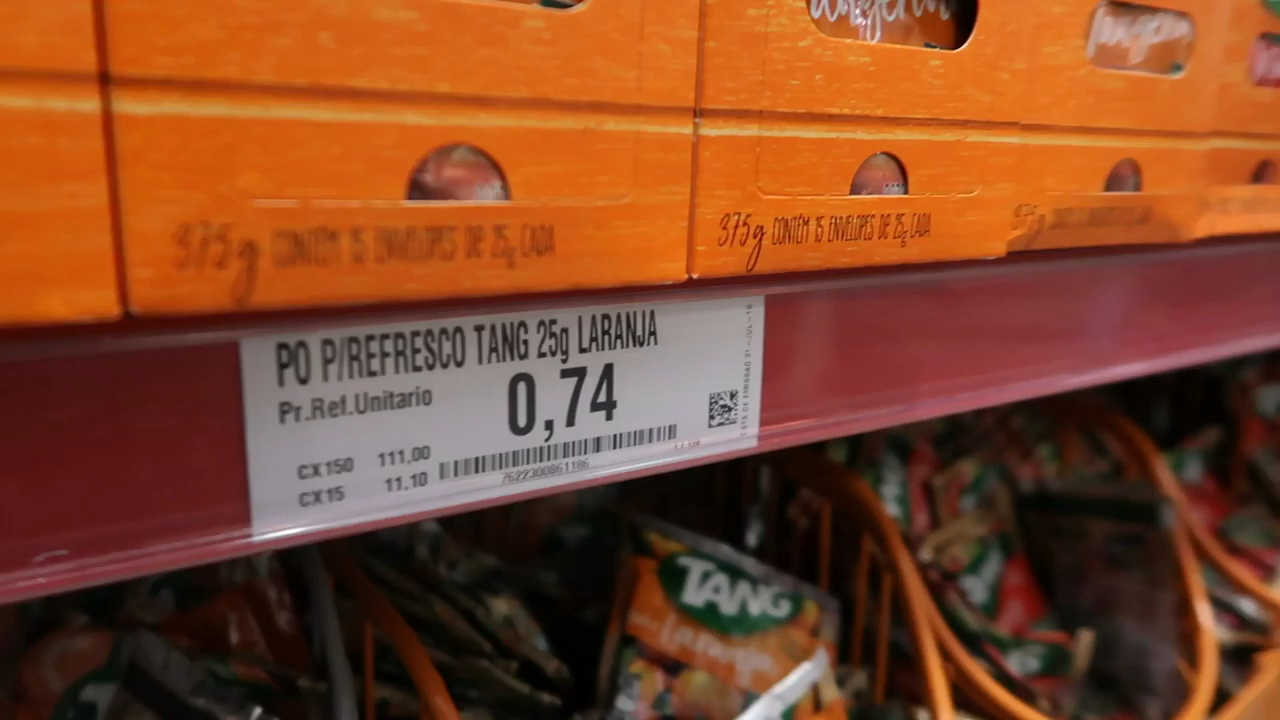 375g CONTÉM 15 ENVELOPES DE 25g CADA
375g CONTÉM 15 ENVELOPES DE 25g CADA
PO P/REFRESCO TANG 25g LARANJA
Pr.Ref.Unitario
0,74
CX150 111,00
CX15 11.10
7622300861186
TANG
Laranja